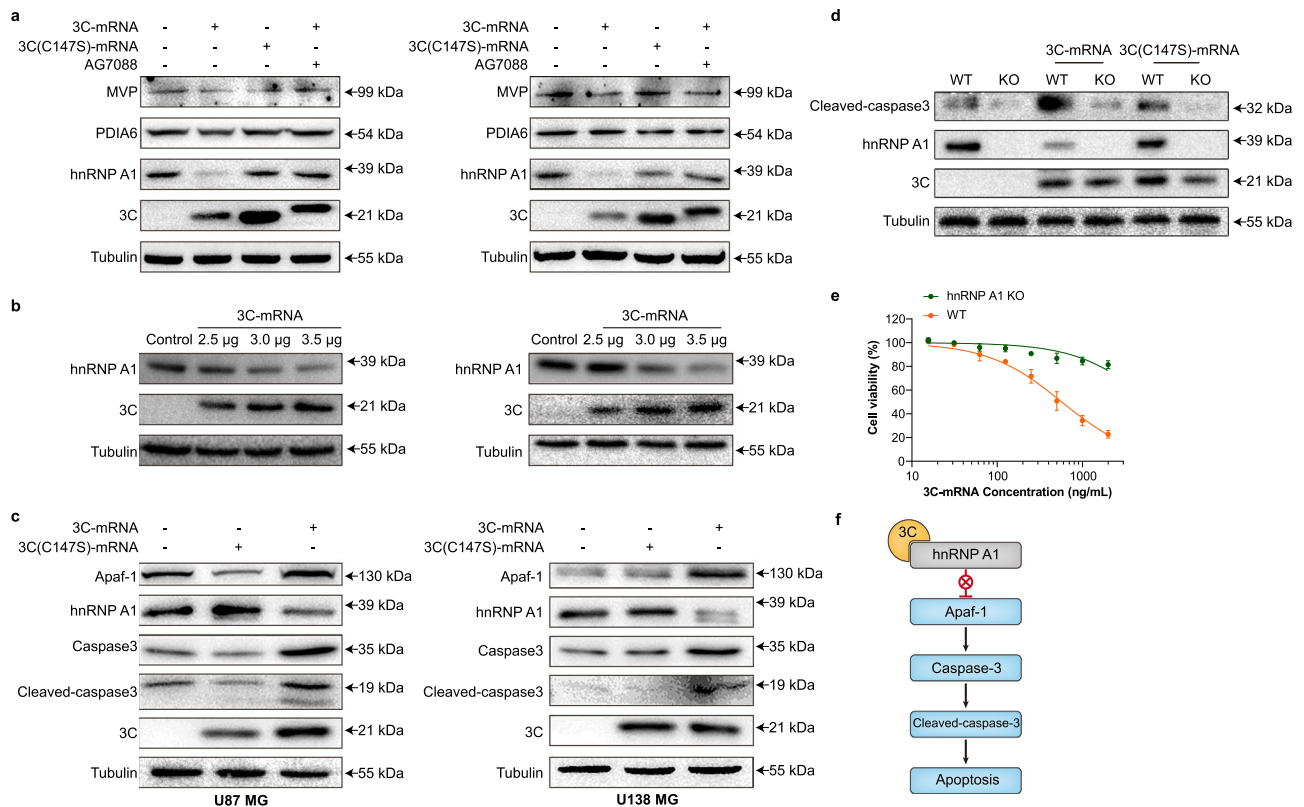 a
3C-mRNA - + - +
3C(C147S)-mRNA - - + -
AG7088 - - - +
MVP ←99 kDa
PDIA6 ←54 kDa
hnRNP A1 ←39 kDa
3C ←21 kDa
Tubulin ←55 kDa
3C-mRNA - + - +
3C(C147S)-mRNA - - + -
AG7088 - - - +
MVP ←99 kDa
PDIA6 ←54 kDa
hnRNP A1 ←39 kDa
3C ←21 kDa
Tubulin ←55 kDa
b
3C-mRNA
Control 2.5 μg 3.0 μg 3.5 μg
hnRNP A1 ←39 kDa
3C ←21 kDa
Tubulin ←55 kDa
3C-mRNA
Control 2.5 μg 3.0 μg 3.5 μg
hnRNP A1 ←39 kDa
3C ←21 kDa
Tubulin ←55 kDa
c
3C-mRNA - - +
3C(C147S)-mRNA - + -
Apaf-1 ←130 kDa
hnRNP A1 ←39 kDa
Caspase3 ←35 kDa
Cleaved-caspase3 ←19 kDa
3C ←21 kDa
Tubulin ←55 kDa
U87 MG
3C-mRNA - - +
3C(C147S)-mRNA - + -
Apaf-1 ←130 kDa
hnRNP A1 ←39 kDa
Caspase3 ←35 kDa
Cleaved-caspase3 ←19 kDa
3C ←21 kDa
Tubulin ←55 kDa
U138 MG
d
3C-mRNA 3C(C147S)-mRNA
WT KO WT KO WT KO
Cleaved-caspase3 ←32 kDa
hnRNP A1 ←39 kDa
3C ←21 kDa
Tubulin ←55 kDa
e
hnRNP A1 KO
WT
Cell viability (%)
120
100
80
60
40
20
0
10 100 1000
3C-mRNA Concentration (ng/mL)
f
3C
hnRNP A1
Apaf-1
Caspase-3
Cleaved-caspase-3
Apoptosis